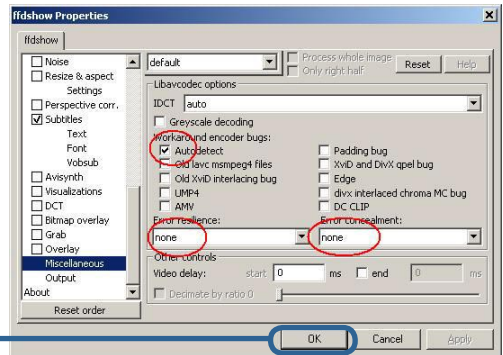 ffdshow Properties
ffdshow
Noise
Resize & aspect
Settings
Perspective corr.
Subtitles
Text
Font
Vobsub
Avisynth
Visualizations
DCT
Bitmap overlay
Grab
Overlay
Miscellaneous
Output
About
Reset order
default
Process whole image
Only right half
Reset
Help
Libavcodec options
IDCT auto
Greyscale decoding
Workaround encoder bugs:
Autodetect
Padding bug
Old lavc msmpeg4 files
XviD and DivX qpel bug
Old XviD interlacing bug
Edge
UMP4
divx interlaced chroma MC bug
AMV
DC CLIP
Error resilience:
Error concealment:
none
none
Other controls
Video delay: start 0 ms end 0 ms
Decimate by ratio 0
OK
Cancel
Apply